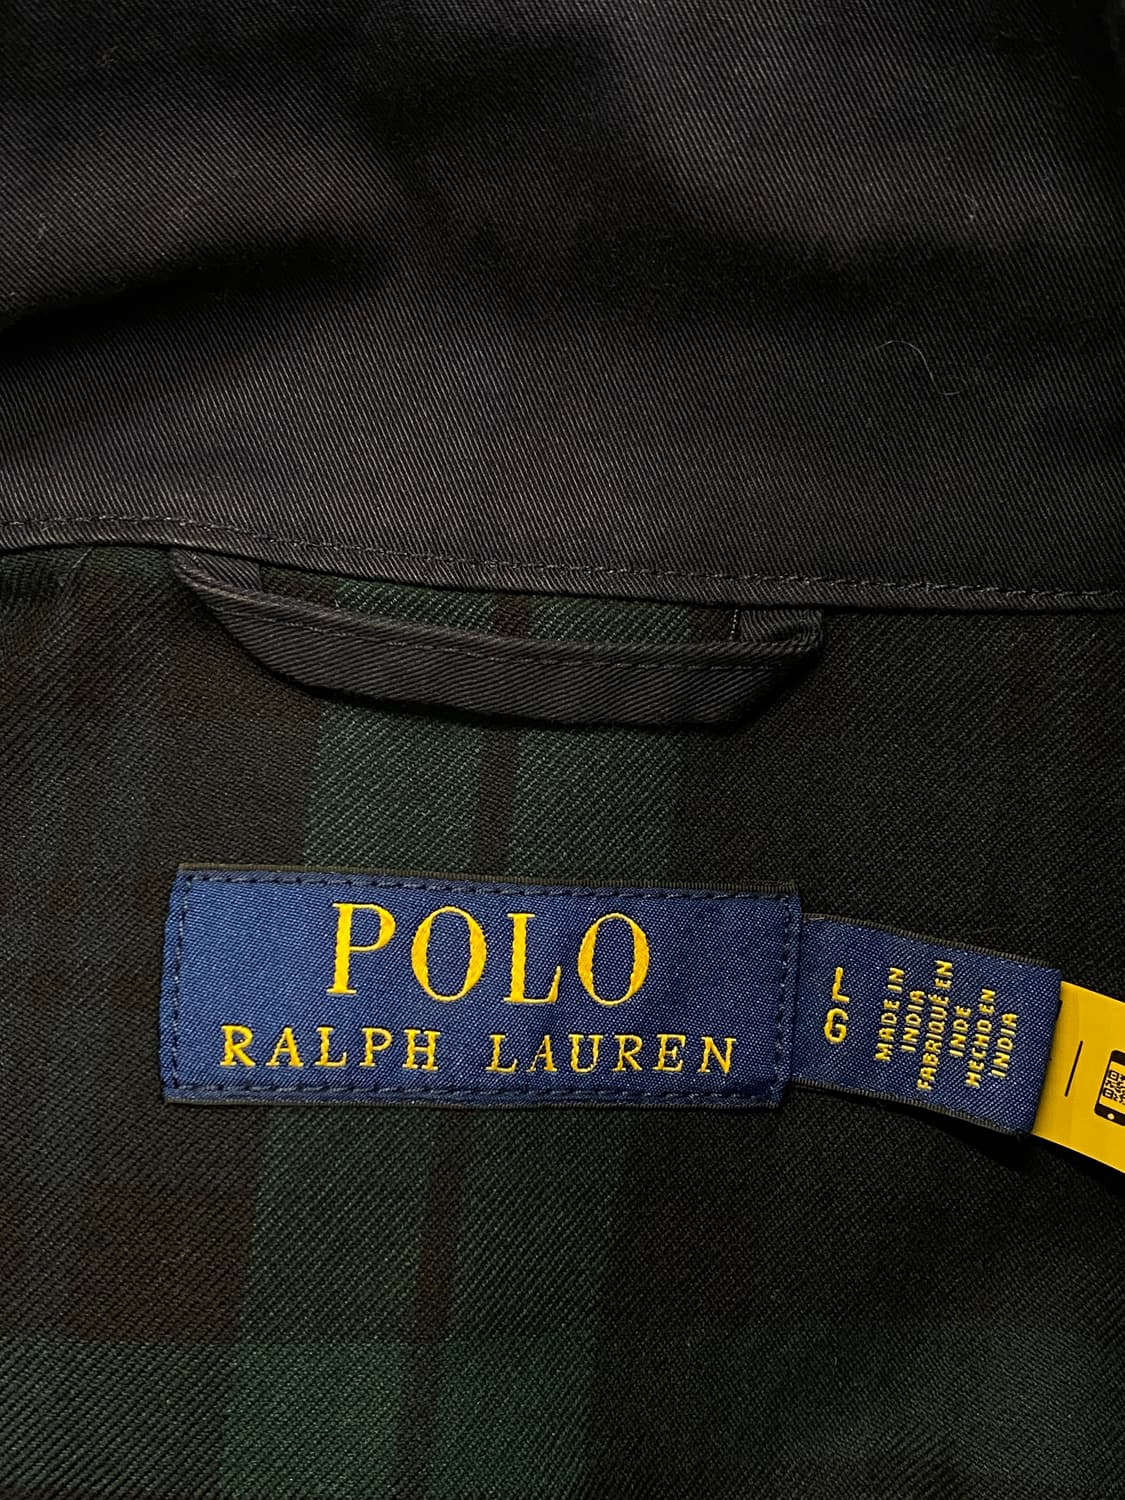 POLO
RALPH LAUREN
L
G
MADE IN
INDIA
FABRIQUÉ EN
INDE
HECHO EN
INDIA